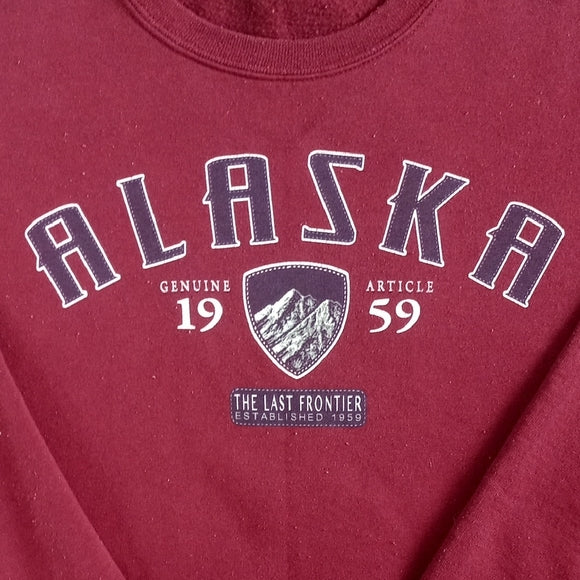 ALASKA
GENUINE ARTICLE
19 59
THE LAST FRONTIER
ESTABLISHED 1959